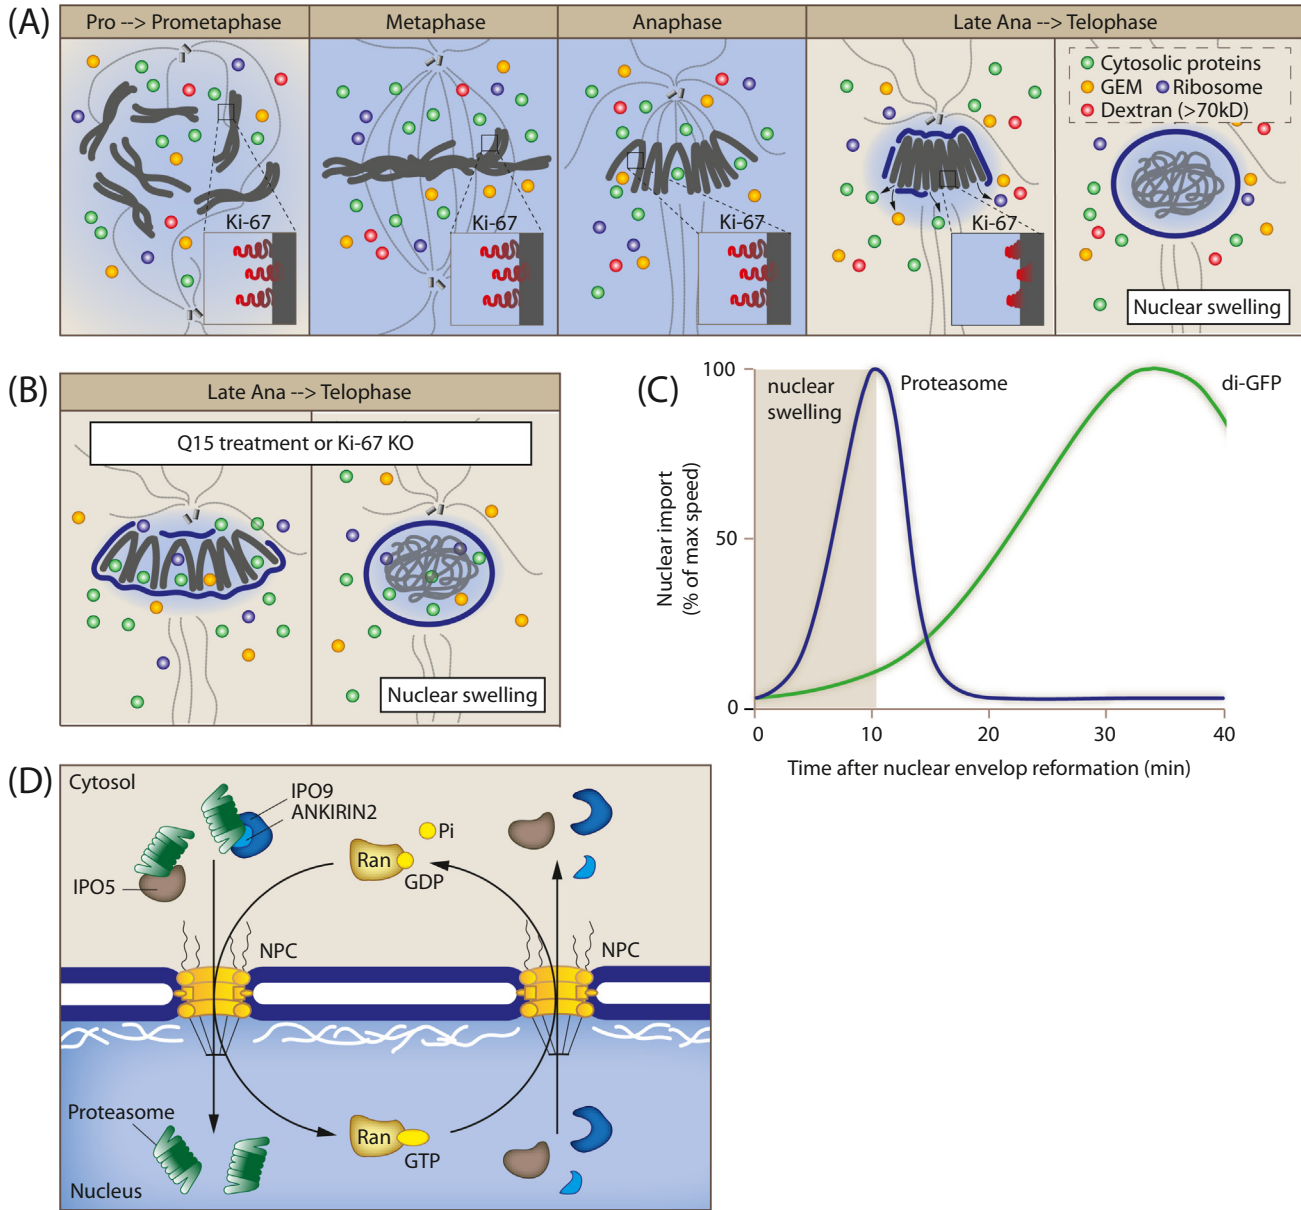 (A)
Pro --> Prometaphase
Metaphase
Anaphase
Late Ana --> Telophase
Cytosolic proteins
GEM
Ribosome
Dextran (>70kD)
Ki-67
Ki-67
Ki-67
Ki-67
Nuclear swelling
(B)
Late Ana --> Telophase
Q15 treatment or Ki-67 KO
Nuclear swelling
(C)
100
50
0
Nuclear import
(% of max speed)
nuclear
swelling
Proteasome
di-GFP
0
10
20
30
40
Time after nuclear envelop reformation (min)
(D)
Cytosol
IPO9
ANKIRIN2
IPO5
Pi
Ran
GDP
NPC
NPC
Proteasome
Ran
GTP
Nucleus